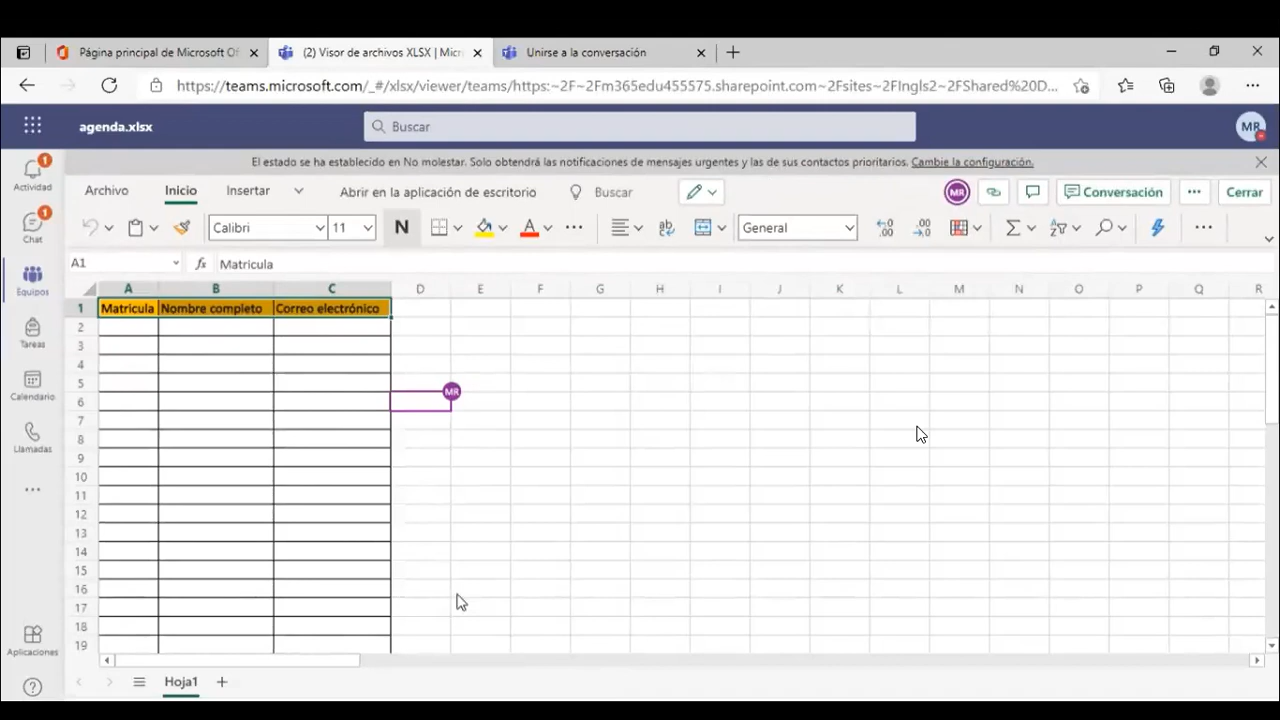 Página principal de Microsoft Of
(2) Visor de archivos XLSX | Micr
Unirse a la conversación
https://teams.microsoft.com/_#/xlsx/viewer/teams/https:~2F~2Fm365edu455575.sharepoint.com~2Fsites~2FIngls2~2FShared%20D...
agenda.xlsx
Buscar
MR
El estado se ha establecido en No molestar. Solo obtendrá las notificaciones de mensajes urgentes y las de sus contactos prioritarios. Cambie la configuración.
Archivo Inicio Insertar Abrir en la aplicación de escritorio Buscar MR Conversación Cerrar
Calibri 11 N General
A1 fx Matricula
A B C D E F G H I J K L M N O P Q R
1 Matricula Nombre completo Correo electrónico
2
3
4
5
MR
6
7
8
9
10
11
12
13
14
15
16
17
18
19
Hoja1
1
Actividad
1
Chat
Equipos
Tareas
Calendario
Llamadas
Aplicaciones